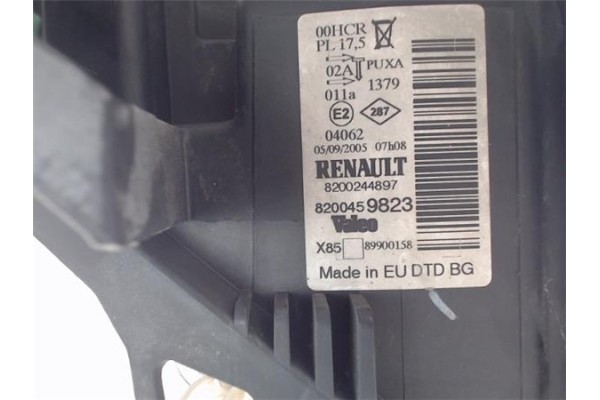 00HCR
PL 17,5
02A PUXA
1379
011a
E2 287
04062
05/09/2005 07h08
RENAULT
8200244897
8200459823
Valeo
X85 89900158
Made in EU DTD BG